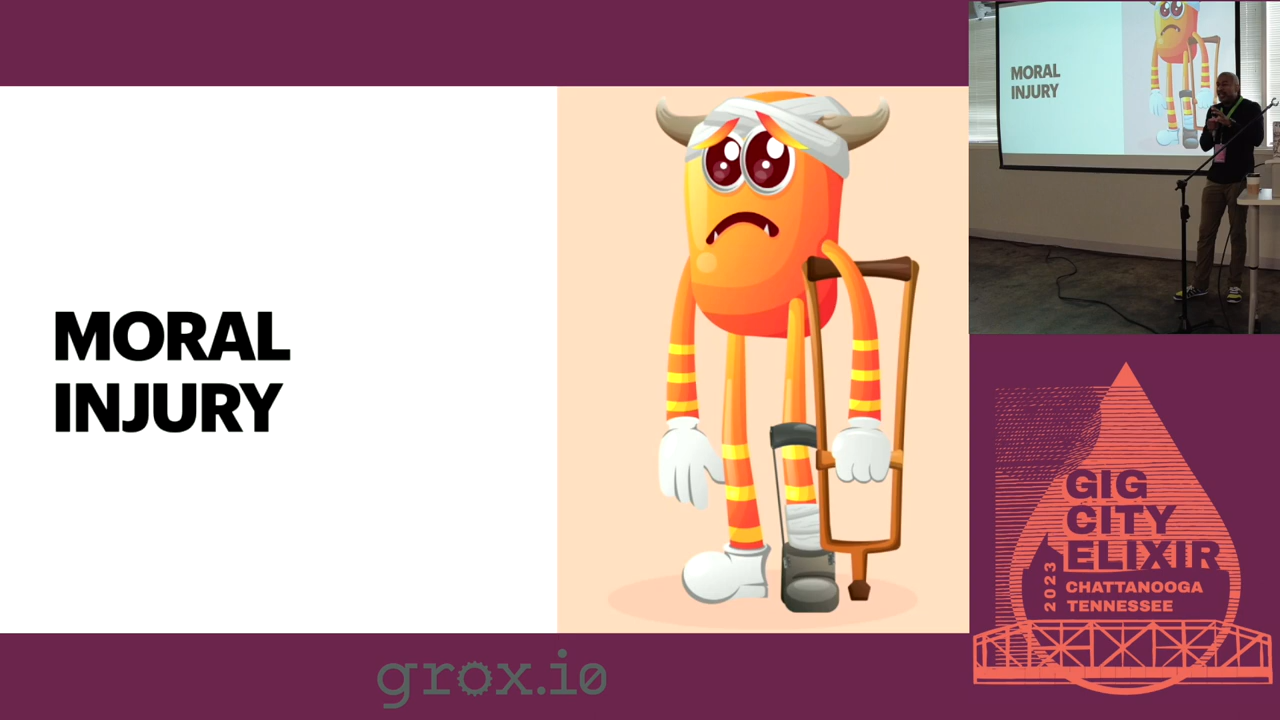 MORAL
INJURY
MORAL
INJURY
GIG
CITY
ELIXIR
2023
CHATTANOOGA
TENNESSEE
grox.io